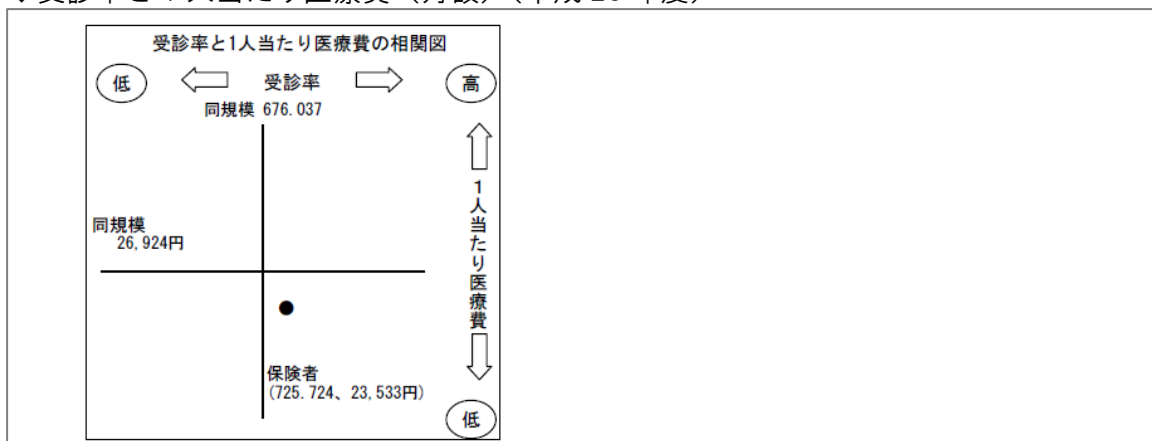 受診率と1人当たり医療費の相関図
低 受診率 高
同規模 676.037
1人当たり医療費
同規模
26,924円
保険者
(725.724、23,533円)
低